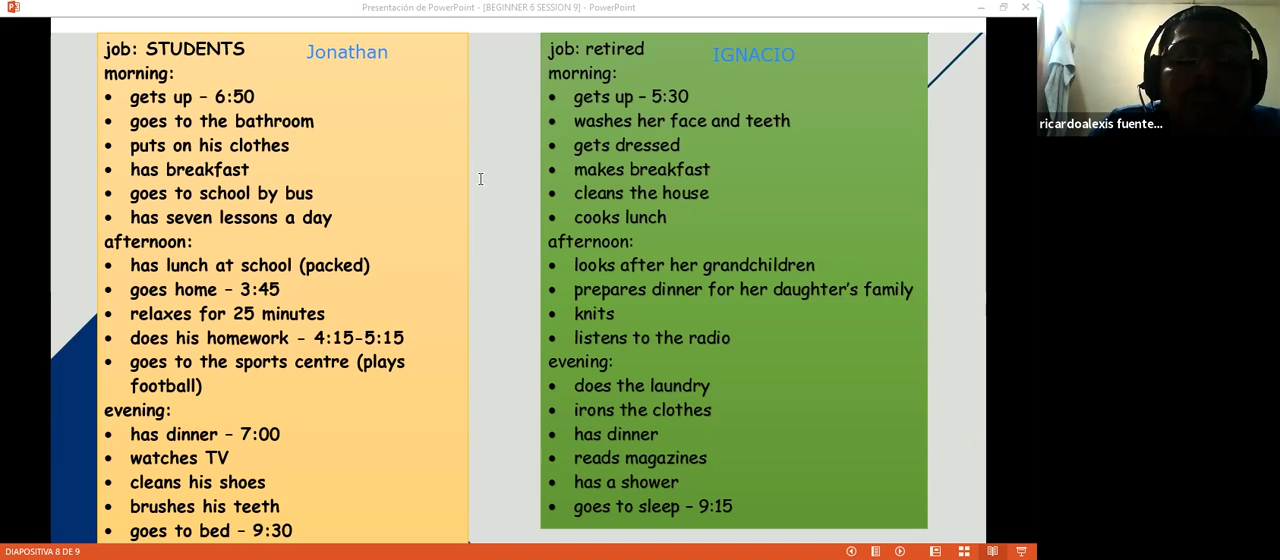 Presentación de PowerPoint - [BEGINNER 6 SESSION 9] - PowerPoint
job: STUDENTS
Jonathan
morning:
• gets up – 6:50
• goes to the bathroom
• puts on his clothes
• has breakfast
• goes to school by bus
• has seven lessons a day
afternoon:
• has lunch at school (packed)
• goes home – 3:45
• relaxes for 25 minutes
• does his homework – 4:15-5:15
• goes to the sports centre (plays
football)
evening:
• has dinner – 7:00
• watches TV
• cleans his shoes
• brushes his teeth
• goes to bed – 9:30
job: retired
IGNACIO
morning:
• gets up – 5:30
• washes her face and teeth
• gets dressed
• makes breakfast
• cleans the house
• cooks lunch
afternoon:
• looks after her grandchildren
• prepares dinner for her daughter's family
• knits
• listens to the radio
evening:
• does the laundry
• irons the clothes
• has dinner
• reads magazines
• has a shower
• goes to sleep – 9:15
ricardoalexis fuente...
DIAPOSITIVA 8 DE 9